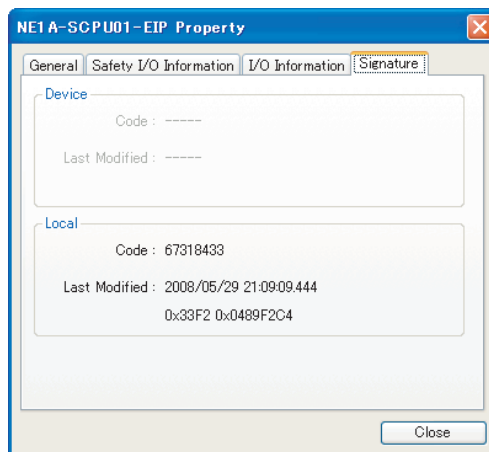 NE1A-SCPU01-EIP Property
General Safety I/O Information I/O Information Signature
Device
Code : -----
Last Modified : -----
Local
Code : 67318433
Last Modified : 2008/05/29 21:09:09.444
0x33F2 0x0489F2C4
Close